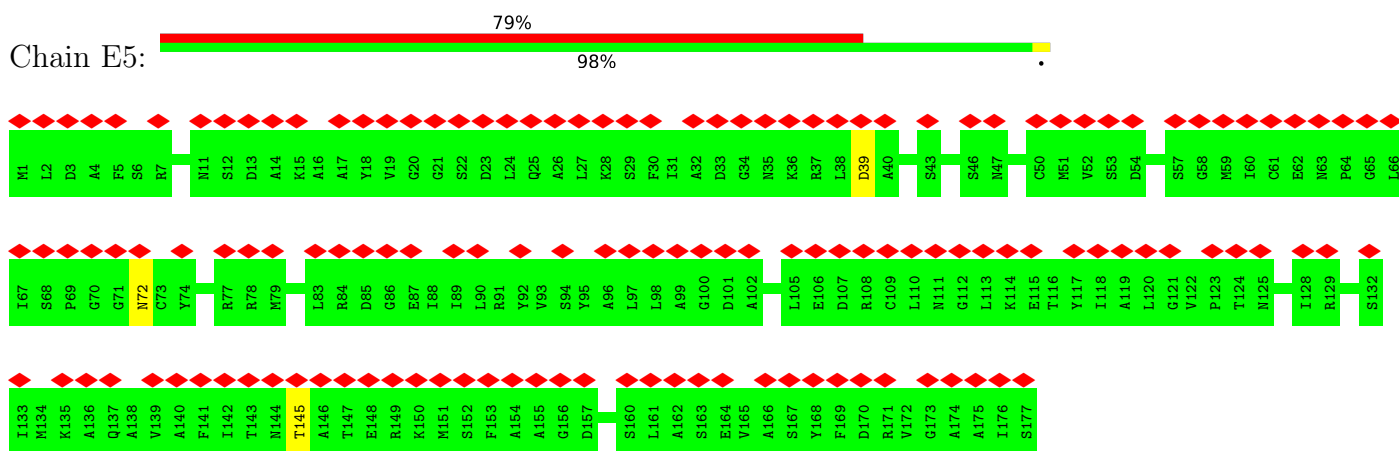 79%
Chain E5:
98%
•
M1 L2 D3 A4 F5 S6 R7 N11 S12 D13 A14 K15 A16 A17 Y18 V19 G20 G21 S22 D23 L24 Q25 A26 L27 K28 S29 F30 I31 A32 D33 G34 N35 K36 R37 L38 D39 A40 S43 S46 N47 C50 M51 V52 S53 D54 S57 G58 M59 I60 C61 E62 N63 P64 G65 L66
I67 S68 P69 G70 G71 N72 C73 Y74 R77 R78 M79 L83 R84 D85 G86 E87 I88 I89 L90 R91 Y92 V93 S94 Y95 A96 L97 L98 A99 G100 D101 A102 L105 E106 D107 R108 C109 L110 N111 G112 L113 K114 E115 T116 Y117 I118 A119 L120 G121 V122 P123 T124 N125 I128 R129 S132
I133 M134 K135 A136 Q137 A138 V139 A140 F141 I142 T143 N144 T145 A146 T147 E148 R149 K150 M151 S152 F153 A154 A155 G156 D157 S160 L161 A162 S163 E164 V165 A166 S167 Y168 F169 D170 R171 V172 G173 A174 A175 I176 S177